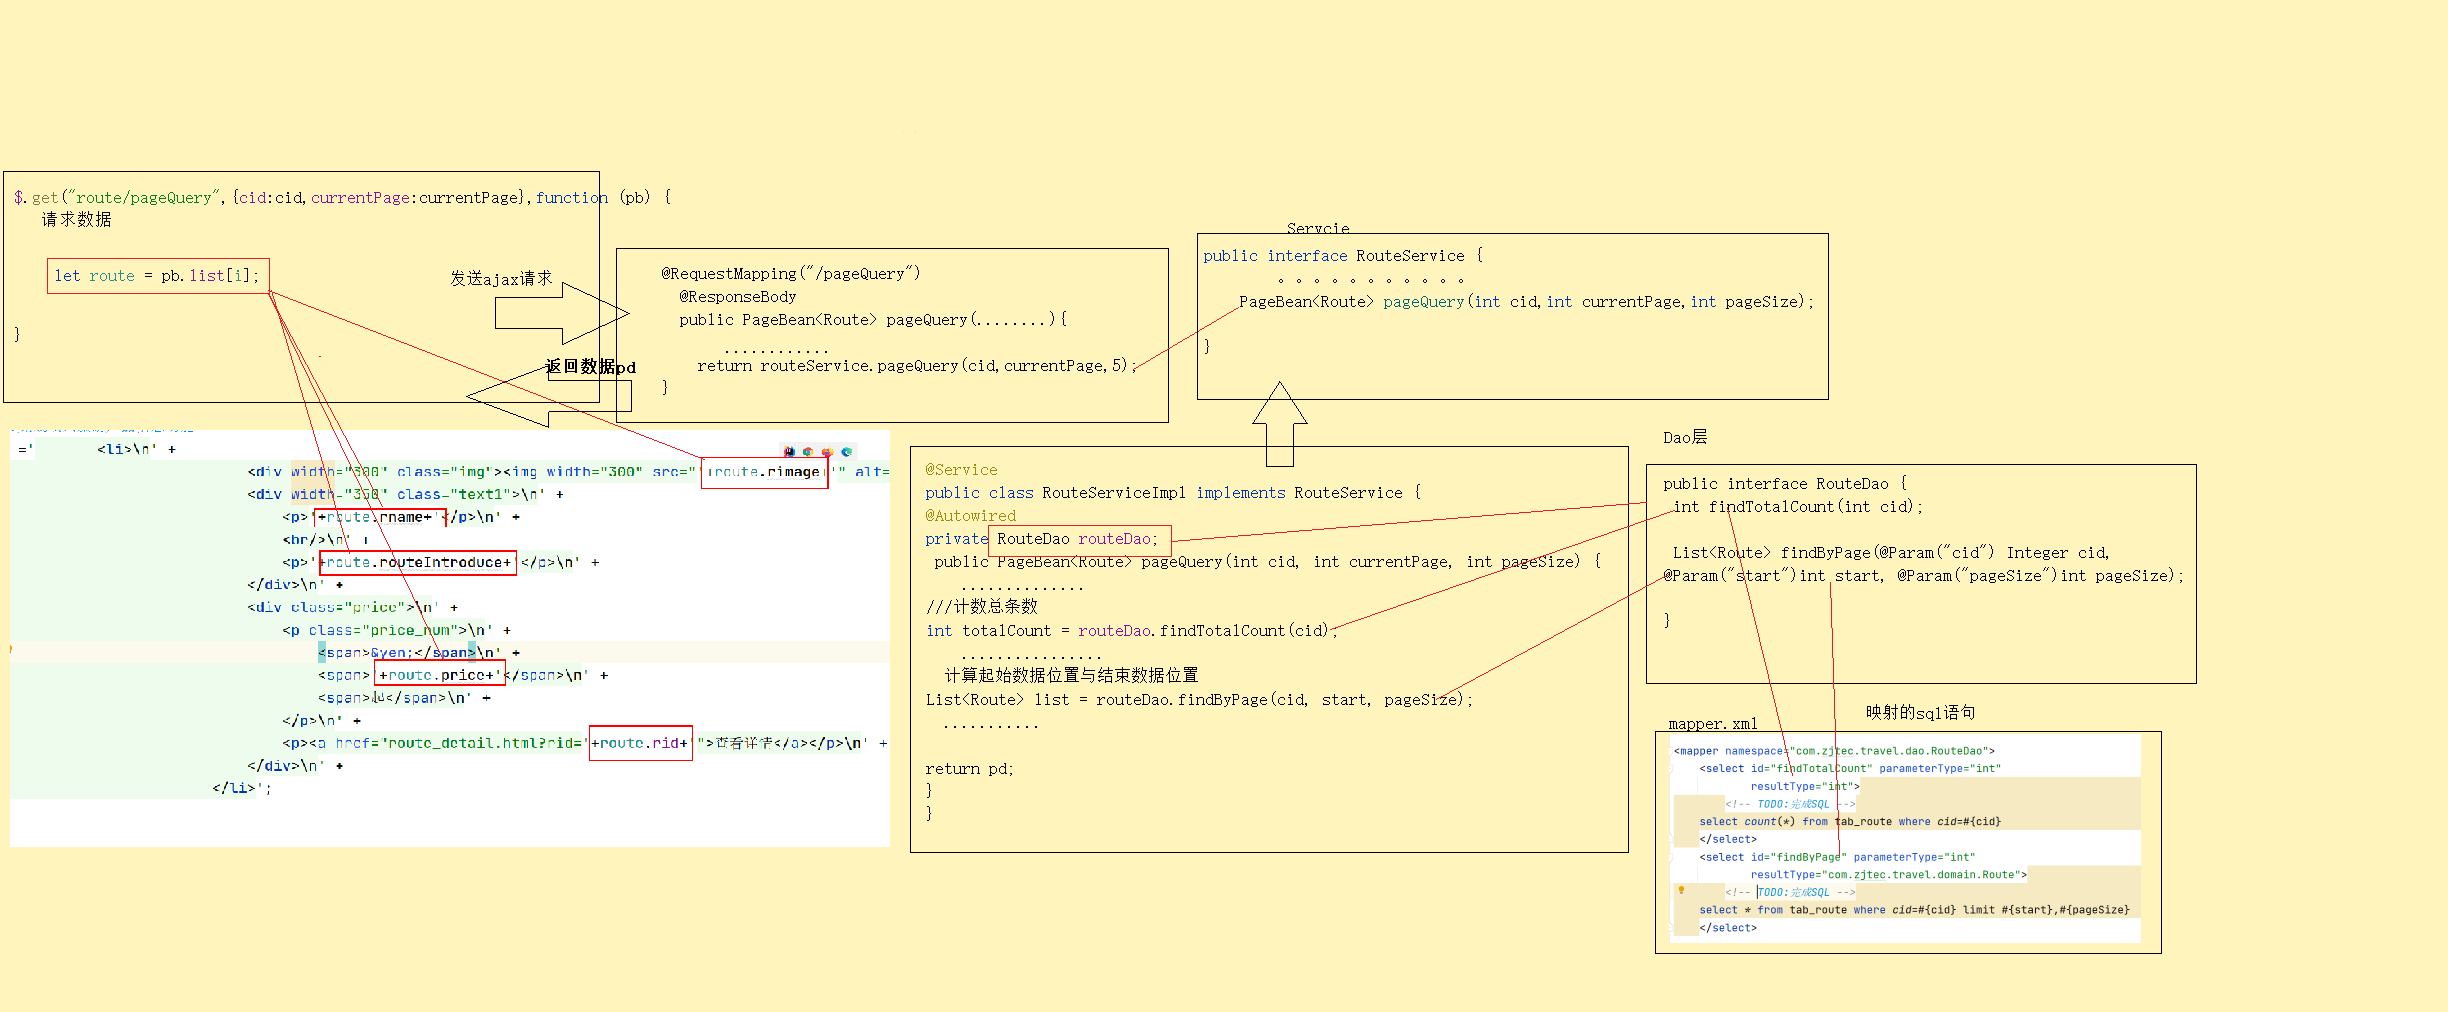 $.get("route/pageQuery",{cid:cid,currentPage:currentPage},function (pb) {
请求数据
let route = pb.list[i];
}
发送ajax请求
返回数据pd
@RequestMapping("/pageQuery")
@ResponseBody
public PageBean<Route> pageQuery(........){
............
return routeService.pageQuery(cid,currentPage,5);
}
Servcie
public interface RouteService {
。。。。。。。。。。。
PageBean<Route> pageQuery(int cid,int currentPage,int pageSize);
}
=' <li>\n' +
<div width="300" class="img"><img width="300" src="'+route.rimage+'" alt=
<div width="350" class="text1">\n' +
<p>'+route.rname+'</p>\n' +
<br/>\n' +
<p>'+route.routeIntroduce+'</p>\n' +
</div>\n' +
<div class="price">\n' +
<p class="price_num">\n' +
<span>&yen;</span>\n' +
<span>'+route.price+'</span>\n' +
<span>起</span>\n' +
</p>\n' +
<p><a href="route_detail.html?rid='+route.rid+'">查看详情</a></p>\n' +
</div>\n' +
</li>';
@Service
public class RouteServiceImpl implements RouteService {
@Autowired
private RouteDao routeDao;
public PageBean<Route> pageQuery(int cid, int currentPage, int pageSize) {
..............
///计数总条数
int totalCount = routeDao.findTotalCount(cid);
................
计算起始数据位置与结束数据位置
List<Route> list = routeDao.findByPage(cid, start, pageSize);
...........
return pd;
}
}
Dao层
public interface RouteDao {
int findTotalCount(int cid);
List<Route> findByPage(@Param("cid") Integer cid,
@Param("start")int start, @Param("pageSize")int pageSize);
}
映射的sql语句
mapper.xml
<mapper namespace="com.zjtec.travel.dao.RouteDao">
<select id="findTotalCount" parameterType="int"
resultType="int">
<!-- TODO:完成SQL -->
select count(*) from tab_route where cid=#{cid}
</select>
<select id="findByPage" parameterType="int"
resultType="com.zjtec.travel.domain.Route">
<!-- TODO:完成SQL -->
select * from tab_route where cid=#{cid} limit #{start},#{pageSize}
</select>